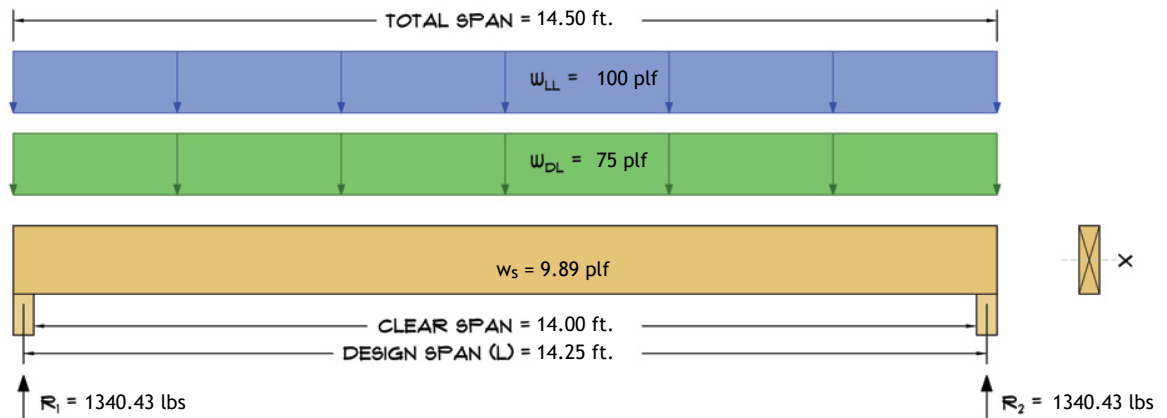 TOTAL SPAN = 14.50 ft.
wLL = 100 plf
wDL = 75 plf
ws = 9.89 plf
X
CLEAR SPAN = 14.00 ft.
DESIGN SPAN (L) = 14.25 ft.
R1 = 1340.43 lbs
R2 = 1340.43 lbs